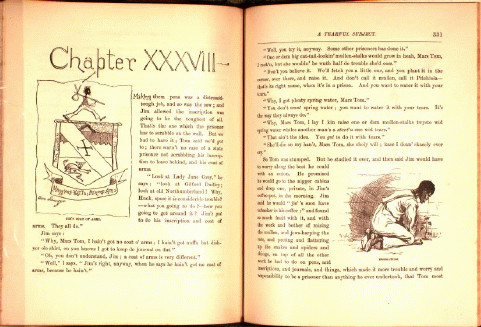 Chapter XXXVIII
Making them pens was a distressid-
tough job, and so was the saw; and
Jim allowed the inscription was
going to be the toughest of all.
That's the one which the prisoner
has to scrabble on the wall. But we
had to have it; Tom said we'd got
to; there warn't no case of a state
prisoner not scrabbling his inscrip-
tion to leave behind, and his coat of
arms.
"Look at Lady Jane Grey," he
says; "look at Gilford Dudley;
look at old Northumberland! Why,
Huck, spose it is considerble trouble?
—what you going to do?—how you
going to get around it? Jim's got
to do his inscription and coat of
arms. They all do."
Jim says:
"Why, Mars Tom, I hain't got no coat o' arms; I hain't got nuffn but dish-
yer ole shirt, en you knows I got to keep de journal on dat."
"Oh, you don't understand, Jim; a coat of arms is very different."
"Well," I says, "Jim's right, anyway, when he says he hain't got no coat of
arms, because he hain't."
JIM'S COAT OF ARMS.
A TEARFUL SUBJECT. 331
"Well, you try it, anyway. Some other prisoners has done it."
"One er dem big cat-tail-lookin' mullen-stalks would grow in heah, Mars Tom,
I reck'n, but she wouldn' be wuth half de trouble she'd coss."
"Don't you believe it. We'll fetch you a little one, and you plant it in the
corner, over there, and raise it. And don't call it mullen, call it Pitchiola—
that's its right name, when it's in a prison. And you want to water it with your
tears."
"Why, I got plenty spring water, Mars Tom."
"You don't want spring water; you want to water it with your tears. It's
the way they always do."
"Why, Mars Tom, I lay I kin raise one er dem mullen-stalks twyste wid
spring water whiles another man's a start'n one wid tears."
"That ain't the idea. You got to do it with tears."
"She'll die on my han's, Mars Tom, she sholy will; kase I doan' skasely ever
cry."
So Tom was stumped. But he studied it over, and then said Jim would have
to worry along the best he could
with an onion. He promised
he would go to the nigger cabins
and drop one, private, in Jim's
coffee-pot, in the morning. Jim
said he would "jis' 's soon have
tobacker in his coffee;" and found
so much fault with it, and with
the work and bother of raising
the mullen, and jews-harping the
rats, and petting and flattering
up the snakes and spiders and
things, on top of all the other
work he had to do on pens, and
inscriptions, and journals, and things, which made it more trouble and worry and
responsibility to be a prisoner than anything he ever undertook, that Tom most